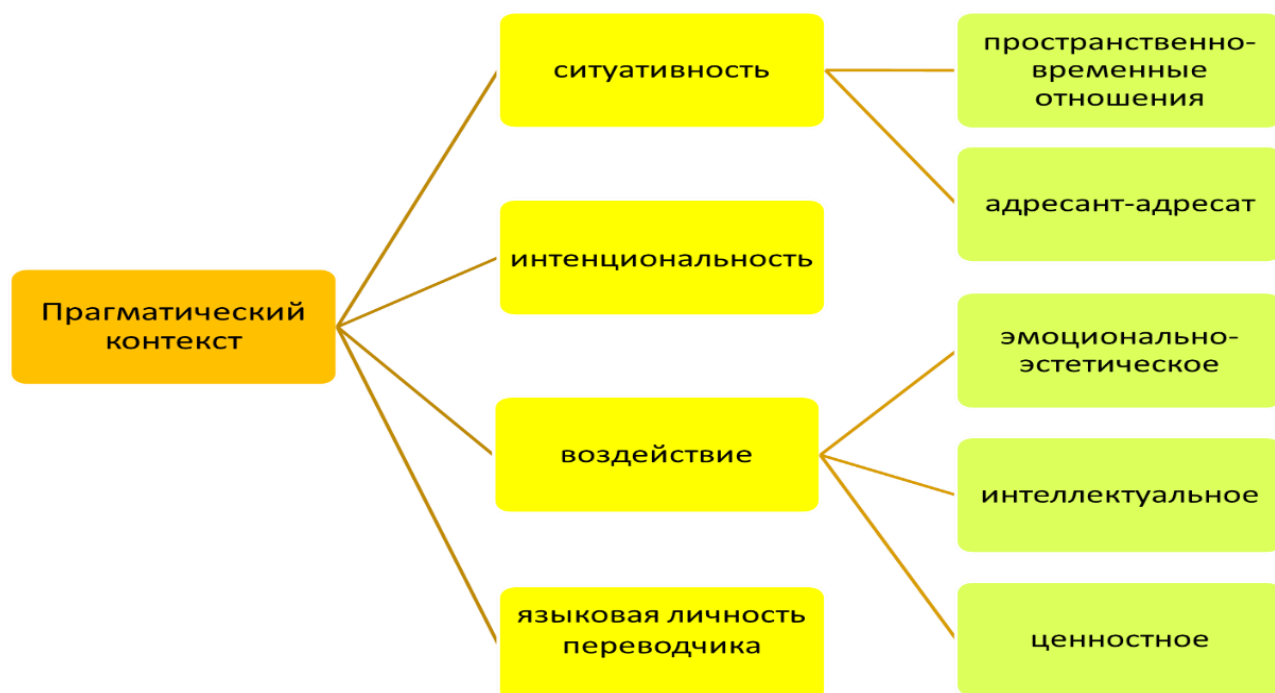 Прагматический
контекст
ситуативность
пространственно-
временные
отношения
адресант-адресат
интенциональность
воздействие
эмоционально-
эстетическое
интеллектуальное
ценностное
языковая личность
переводчика